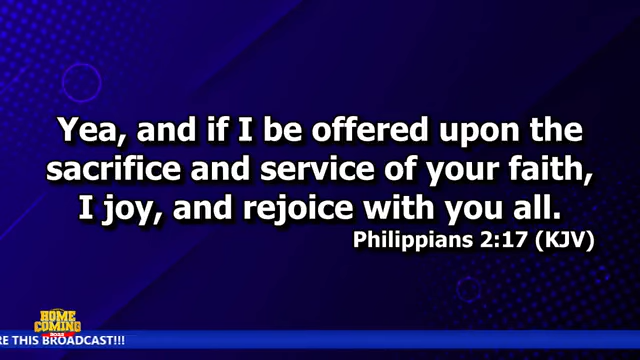 Yea, and if I be offered upon the
sacrifice and service of your faith,
I joy, and rejoice with you all.
Philippians 2:17 (KJV)
HOME
COMING
RE THIS BROADCAST!!!